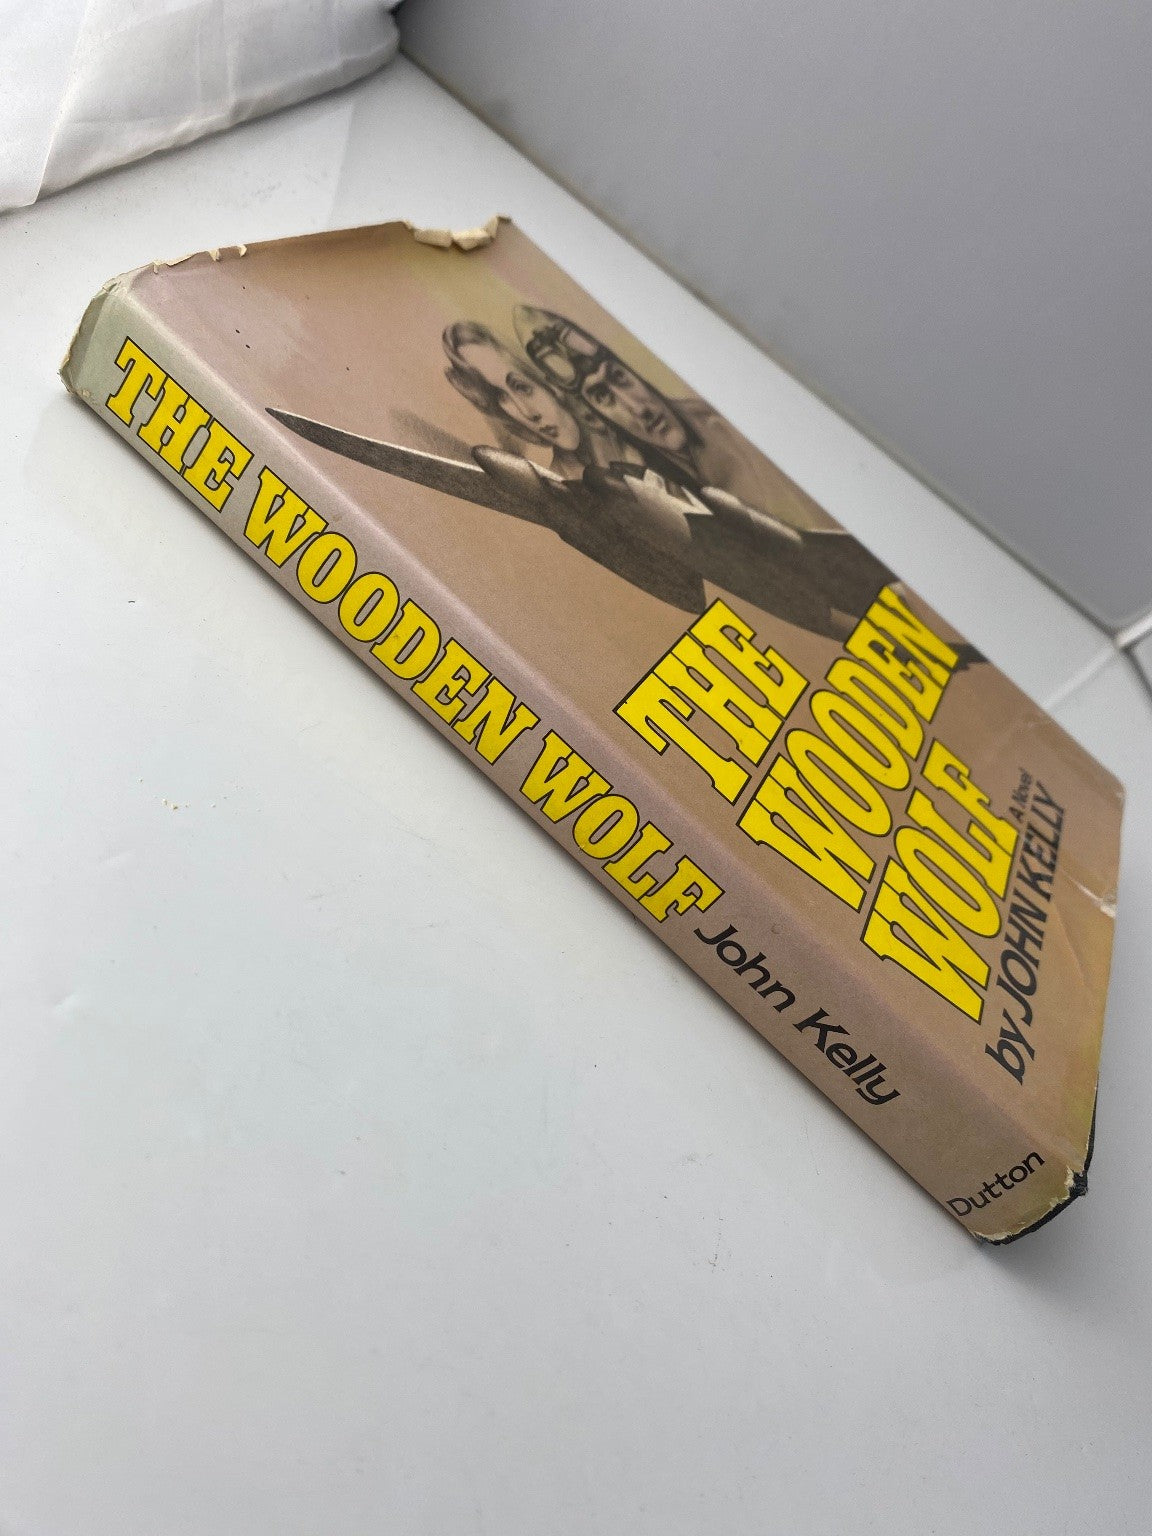 THE WOODEN WOLF John Kelly Dutton
THE
WOODEN
WOLF
A Novel
by JOHN KELLY